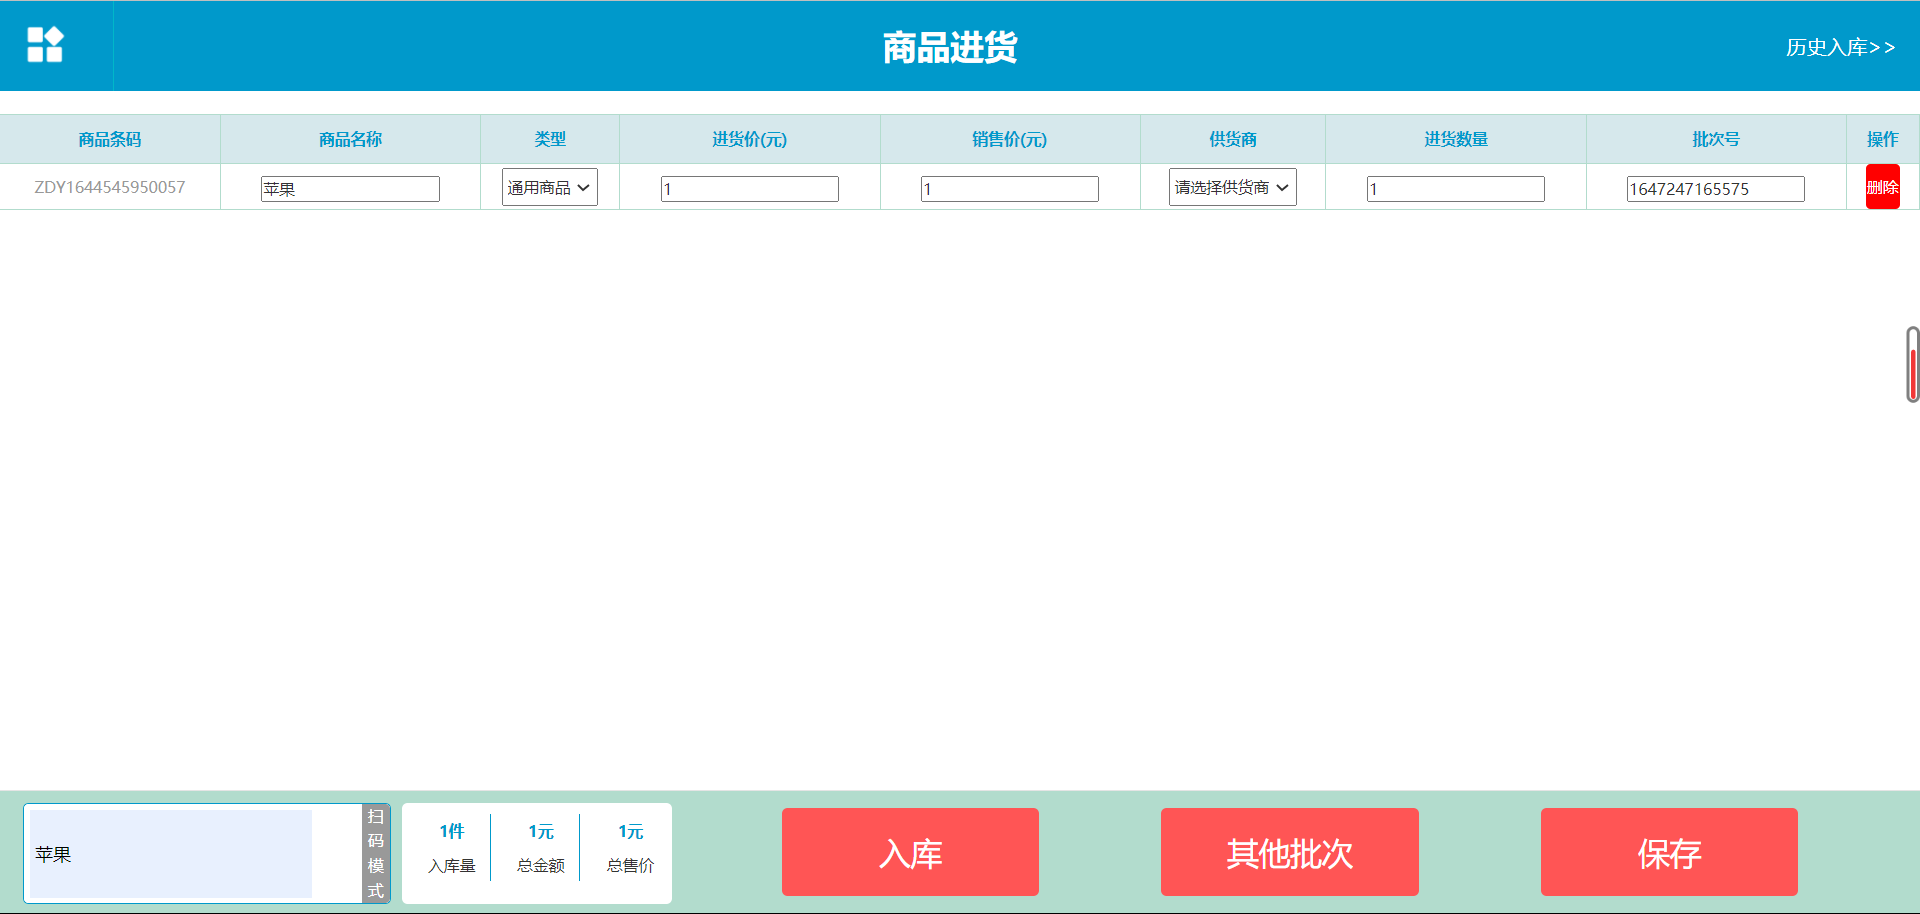 商品进货
历史入库>>
商品条码 商品名称 类型 进货价(元) 销售价(元) 供货商 进货数量 批次号 操作
ZDY1644545950057 苹果 通用商品 1 1 请选择供货商 1 1647247165575 删除
苹果
扫码模式
1件 1元 1元
入库量 总金额 总售价
入库 其他批次 保存